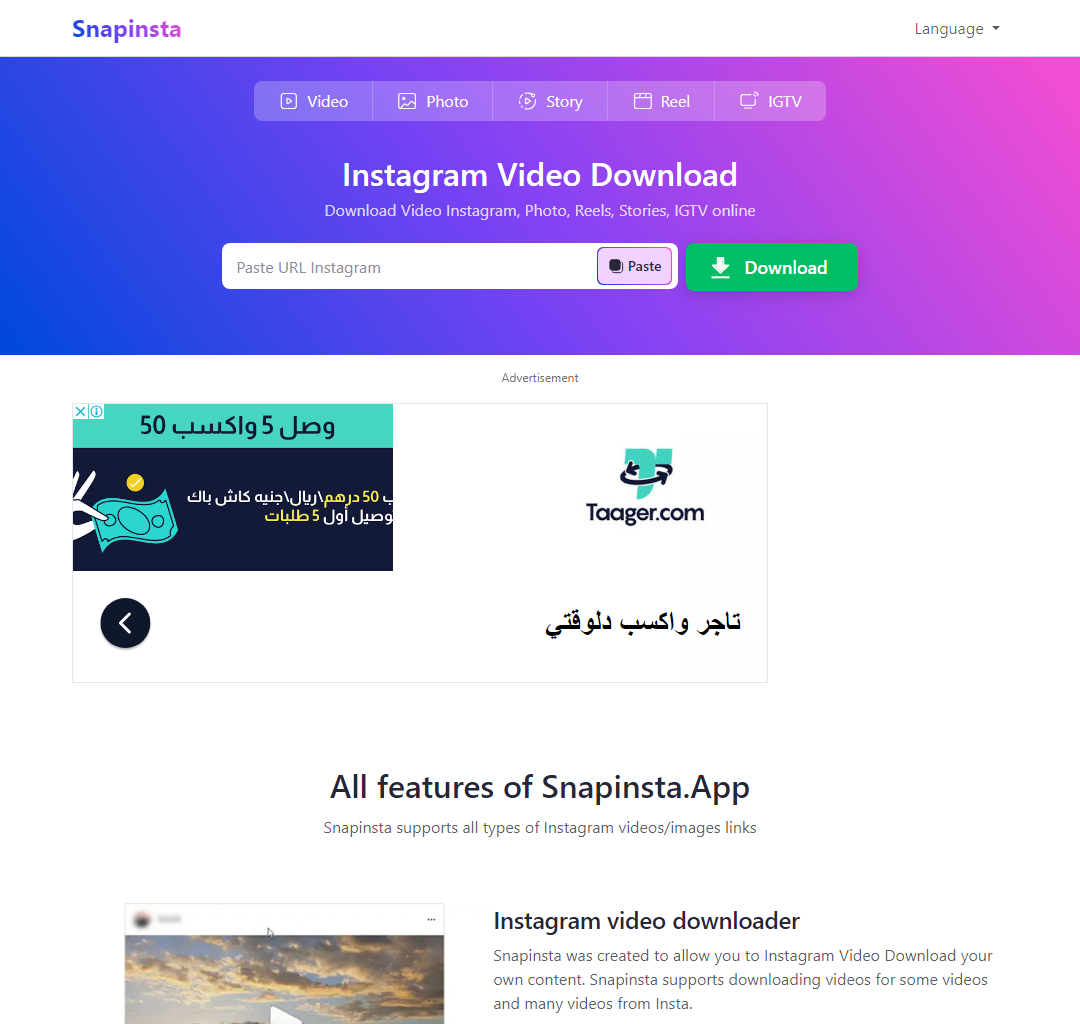 Snapinsta
Language
Video
Photo
Story
Reel
IGTV
Instagram Video Download
Download Video Instagram, Photo, Reels, Stories, IGTV online
Paste URL Instagram
Paste
Download
Advertisement
وصل 5 واكسب 50
50 درهم\ريال\جنيه كاش باك
أول 5 طلبات
Taager.com
تاجر واكسب دلوقتي
All features of Snapinsta.App
Snapinsta supports all types of Instagram videos/images links
Instagram video downloader
Snapinsta was created to allow you to Instagram Video Download your
own content. Snapinsta supports downloading videos for some videos
and many videos from Insta.